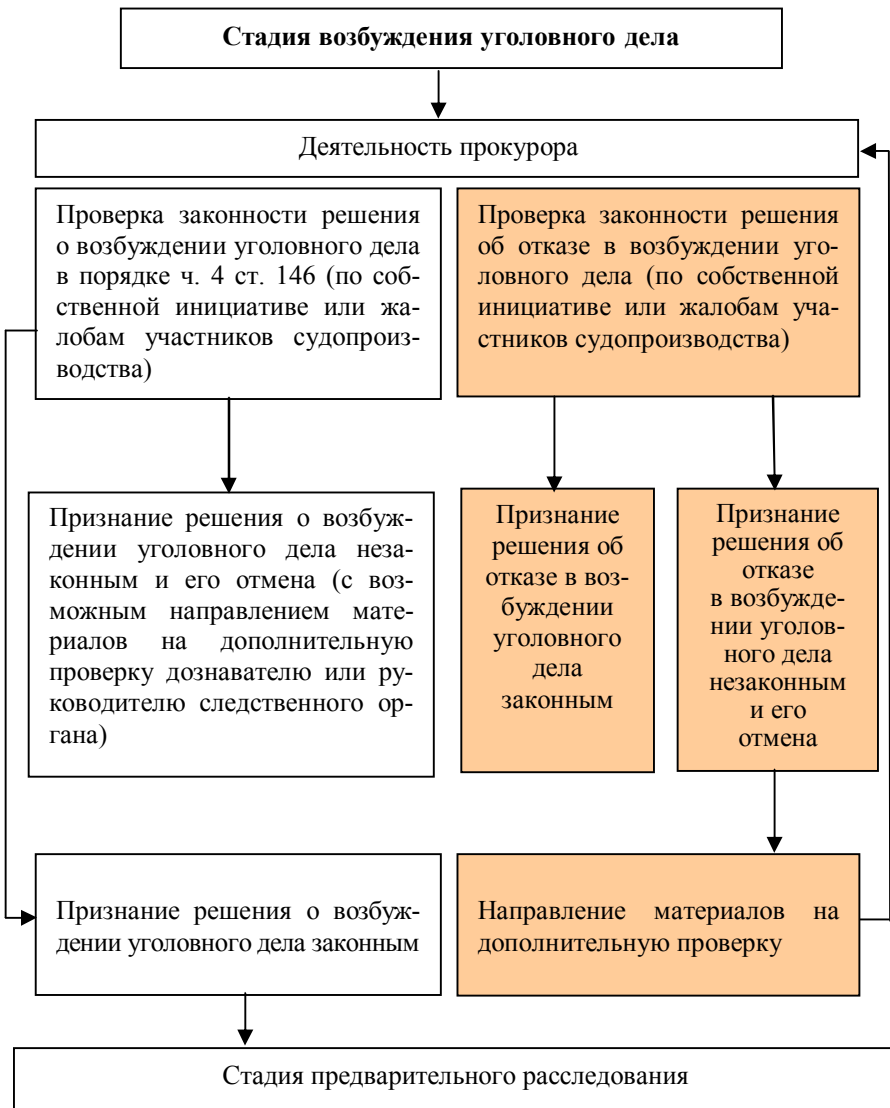 Стадия возбуждения уголовного дела
Деятельность прокурора
Проверка законности решения
о возбуждении уголовного дела
в порядке ч. 4 ст. 146 (по соб-
ственной инициативе или жа-
лобам участников судопроиз-
водства)
Проверка законности решения
об отказе в возбуждении уго-
ловного дела (по собственной
инициативе или жалобам уча-
стников судопроизводства)
Признание решения о возбуж-
дении уголовного дела неза-
конным и его отмена (с воз-
можным направлением мате-
риалов на дополнительную
проверку дознавателю или ру-
ководителю следственного ор-
гана)
Признание
решения об
отказе в воз-
буждении
уголовного
дела
законным
Признание
решения об
отказе
в возбужде-
нии уголов-
ного дела
незаконным
и его
отмена
Признание решения о возбуж-
дении уголовного дела законным
Направление материалов на
дополнительную проверку
Стадия предварительного расследования